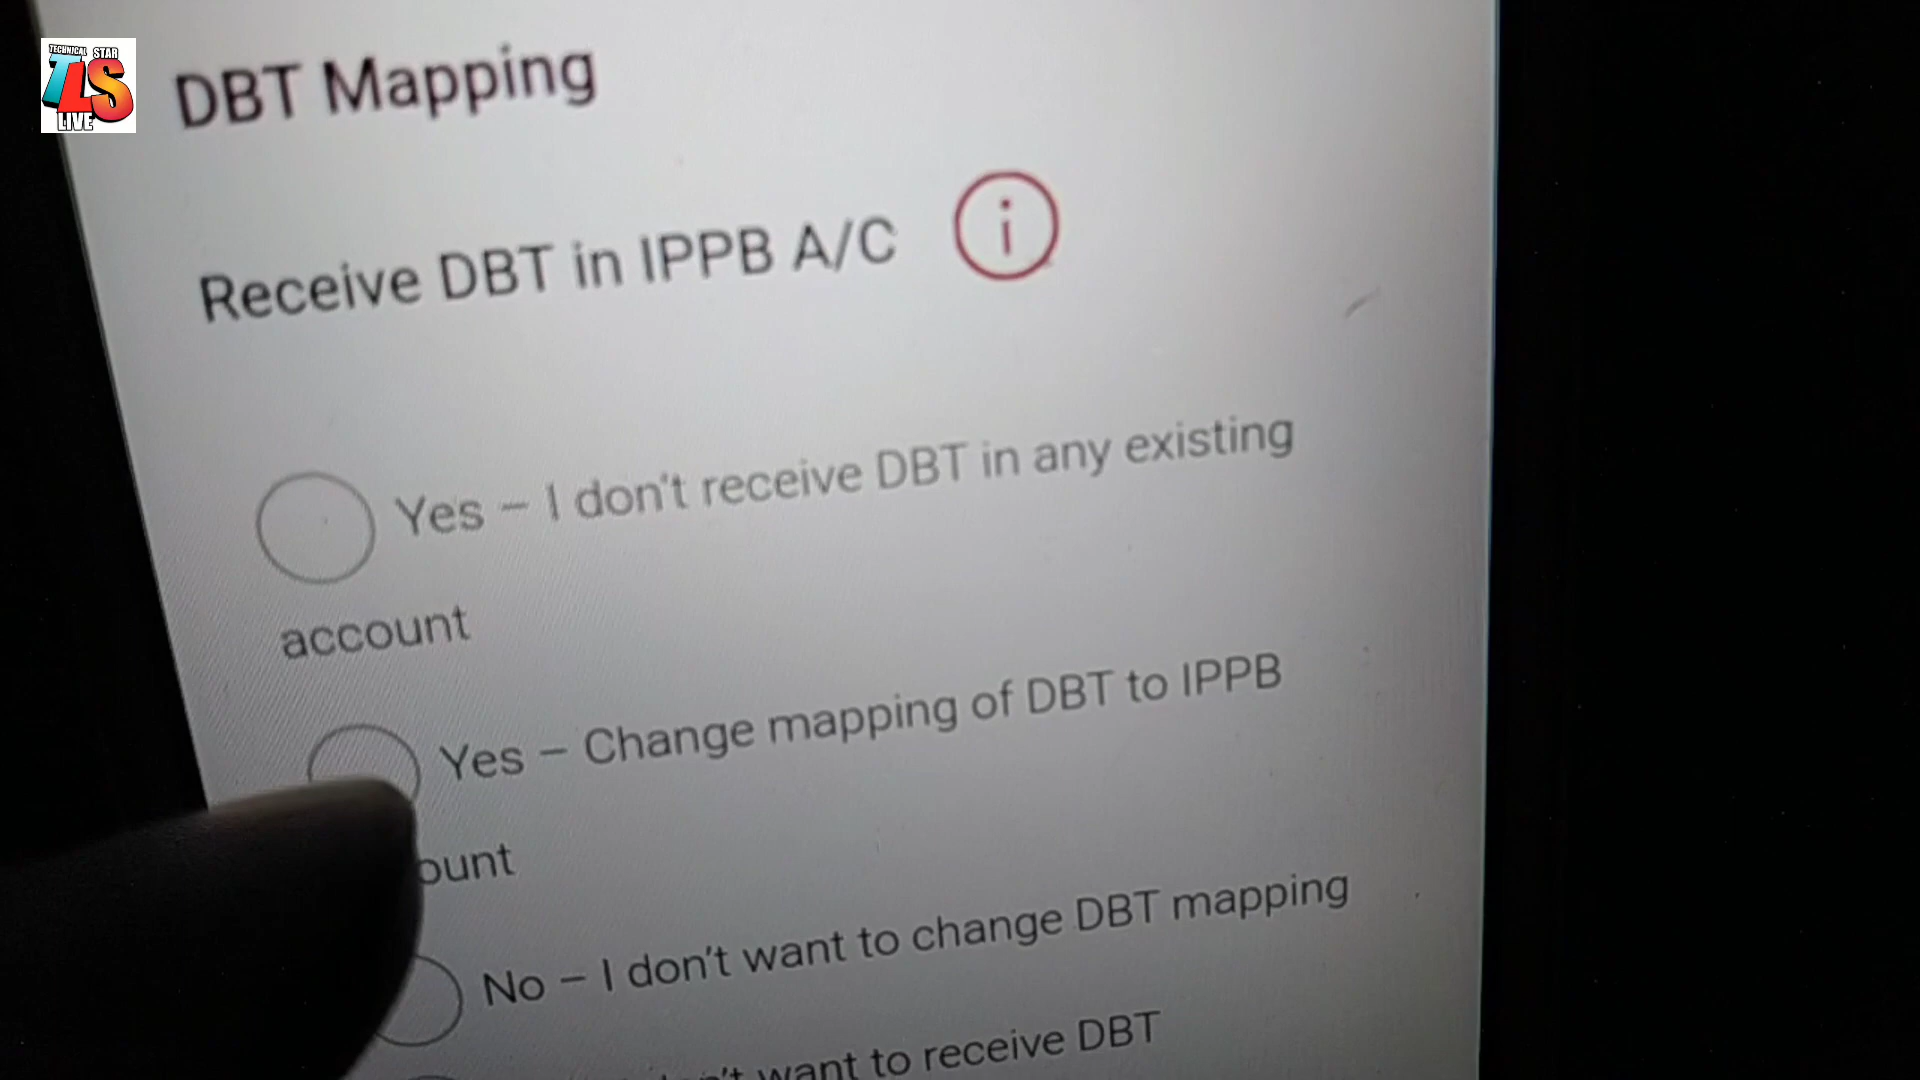 TECHNICAL STAR
TLS
LIVE
DBT Mapping
Receive DBT in IPPB A/C
i
Yes – I don't receive DBT in any existing
account
Yes – Change mapping of DBT to IPPB
ount
No – I don't want to change DBT mapping
want to receive DBT